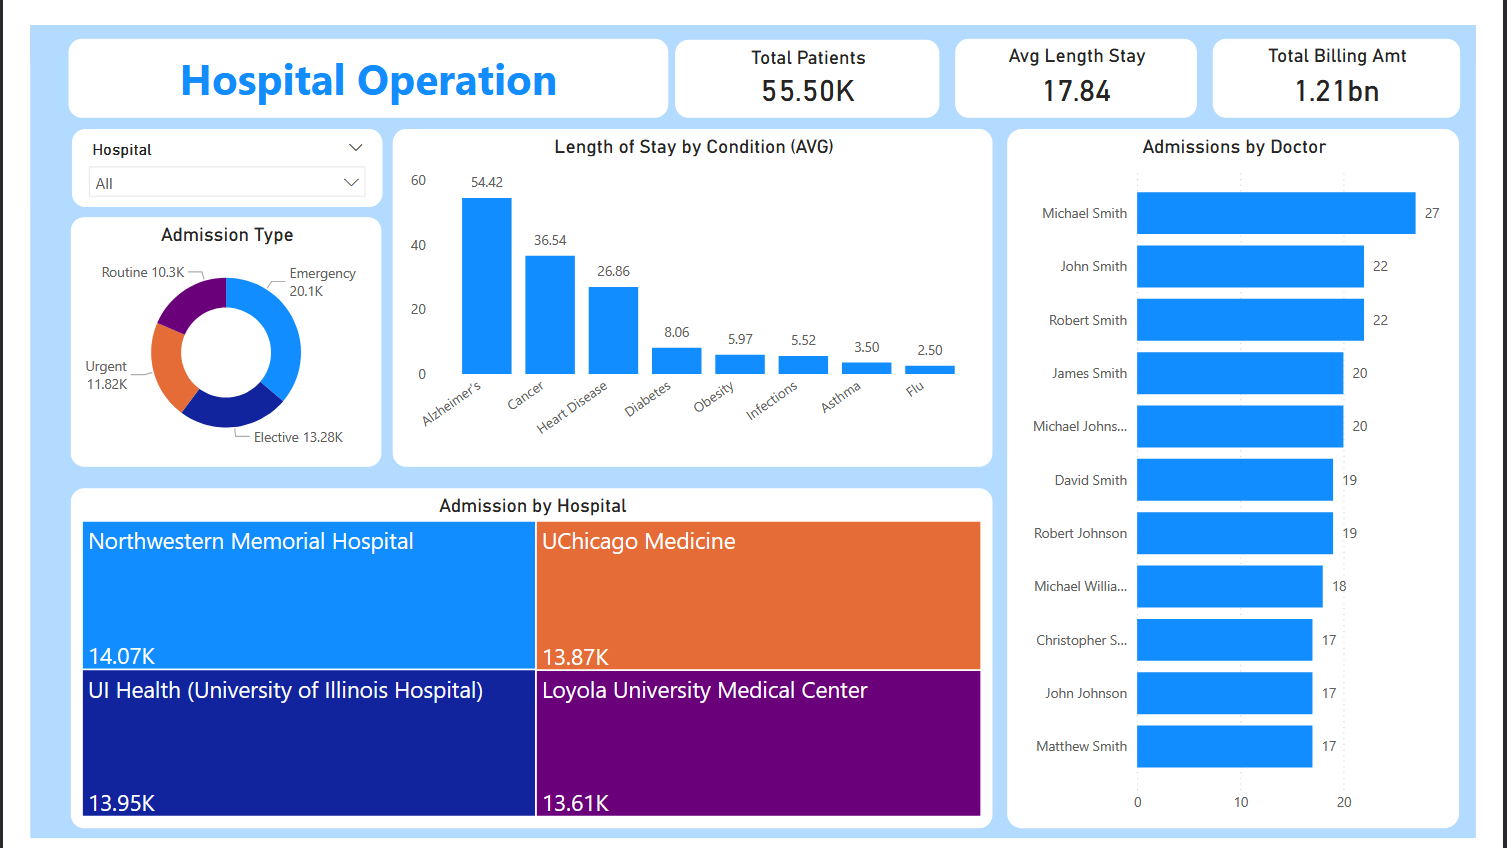 Hospital Operation
Total Patients
55.50K
Avg Length Stay
17.84
Total Billing Amt
1.21bn
Hospital
All
Admission Type
Routine 10.3K
Emergency
20.1K
Urgent
11.82K
Elective 13.28K
Length of Stay by Condition (AVG)
60
40
20
0
54.42
36.54
26.86
8.06
5.97
5.52
3.50
2.50
Alzheimer's
Cancer
Heart Disease
Diabetes
Obesity
Infections
Asthma
Flu
Admissions by Doctor
Michael Smith 27
John Smith 22
Robert Smith 22
James Smith 20
Michael Johns... 20
David Smith 19
Robert Johnson 19
Michael Willia... 18
Christopher S... 17
John Johnson 17
Matthew Smith 17
0 10 20
Admission by Hospital
Northwestern Memorial Hospital
14.07K
UChicago Medicine
13.87K
UI Health (University of Illinois Hospital)
13.95K
Loyola University Medical Center
13.61K